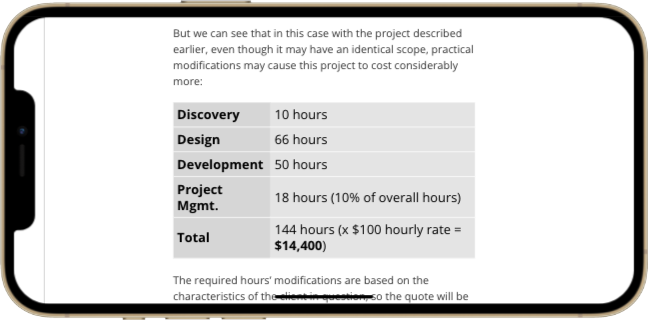 But we can see that in this case with the project described
earlier, even though it may have an identical scope, practical
modifications may cause this project to cost considerably
more:
Discovery 10 hours
Design 66 hours
Development 50 hours
Project
Mgmt. 18 hours (10% of overall hours)
Total 144 hours (x $100 hourly rate =
$14,400)
The required hours’ modifications are based on the
characteristics of the client in question, so the quote will be